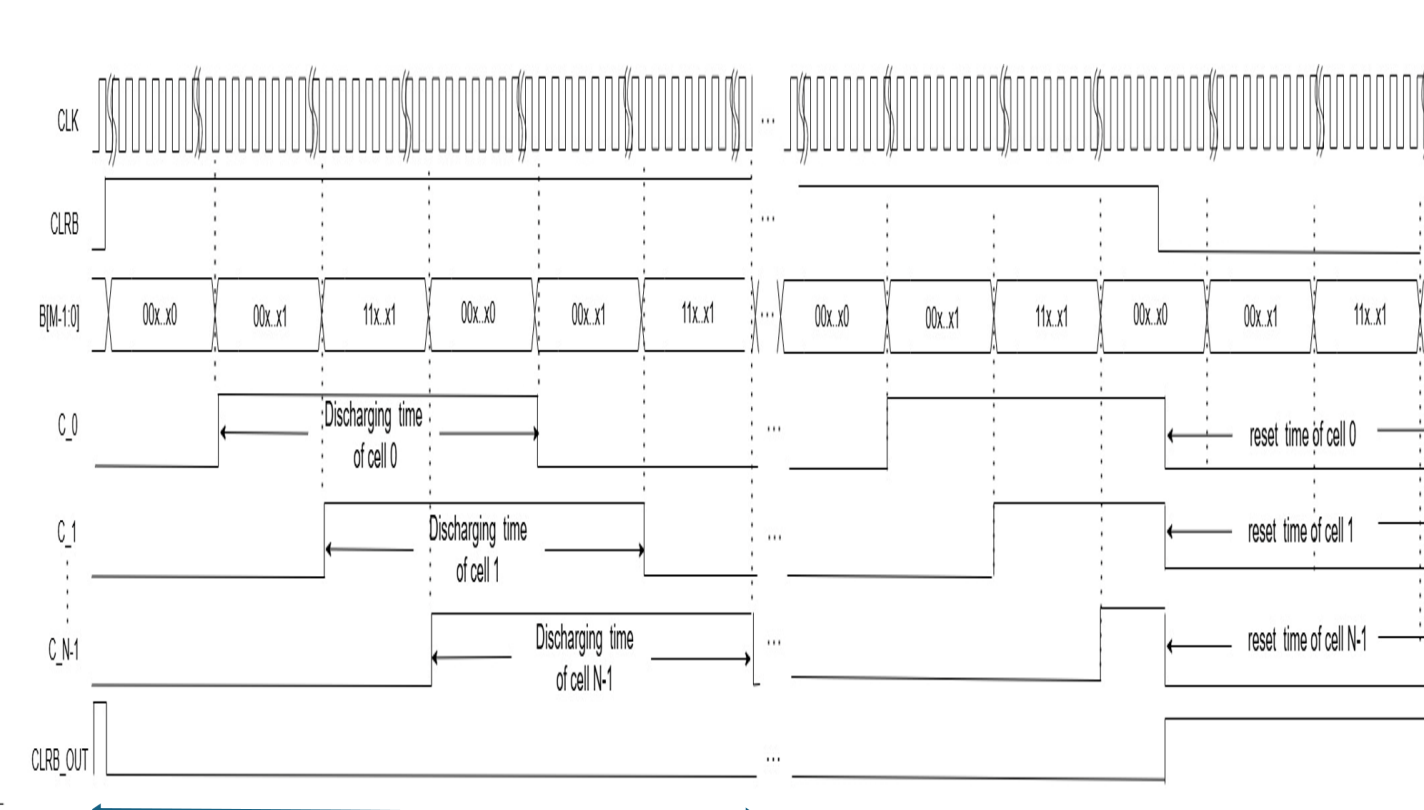 CLK
...
CLRB
...
B[M-1:0] 00x..x0 00x..x1 11x..x1 00x..x0 00x..x1 11x..x1 ... 00x..x0 00x..x1 11x..x1 00x..x0 00x..x1 11x..x1
C_0 Discharging time ... reset time of cell 0
of cell 0
C_1 Discharging time ... reset time of cell 1
of cell 1
C_N-1 Discharging time ... reset time of cell N-1
of cell N-1
CLRB_OUT ...